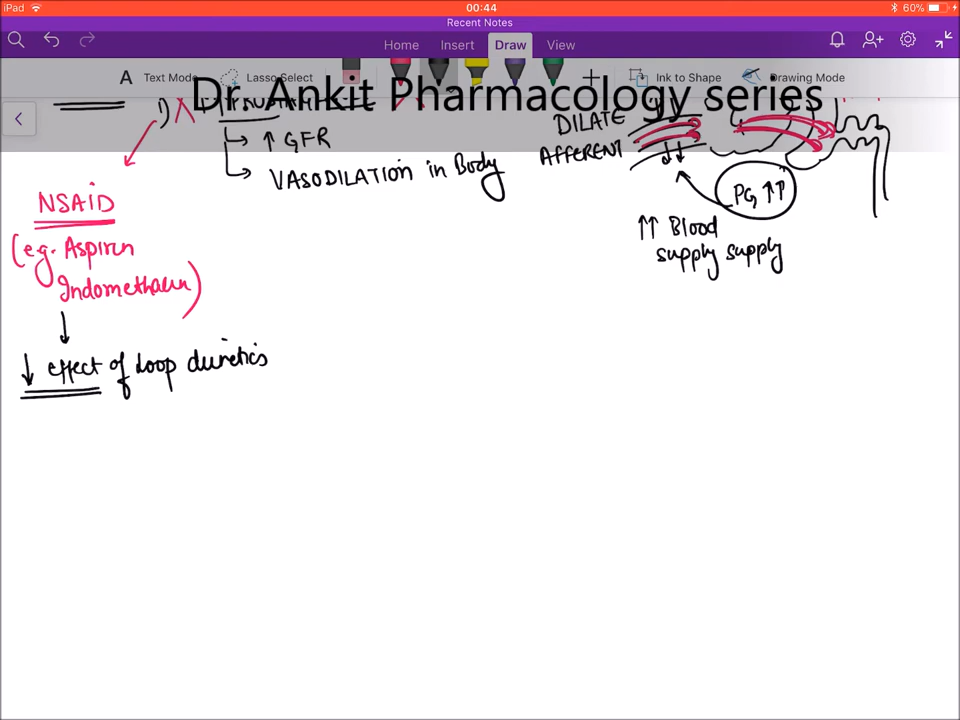 iPad
00:44
60%
Recent Notes
Home Insert Draw View
A Text Mode Lasso Select Ink to Shape Drawing Mode
Dr. Ankit Pharmacology series
1)
↑ GFR
VASODILATION in Body
NSAiD
(eg. Aspirin
Indomethacin)
↓
↓ effect of Loop diuretics
DILATE
AFFERENT
PG ↑↑
↑↑ Blood
supply supply